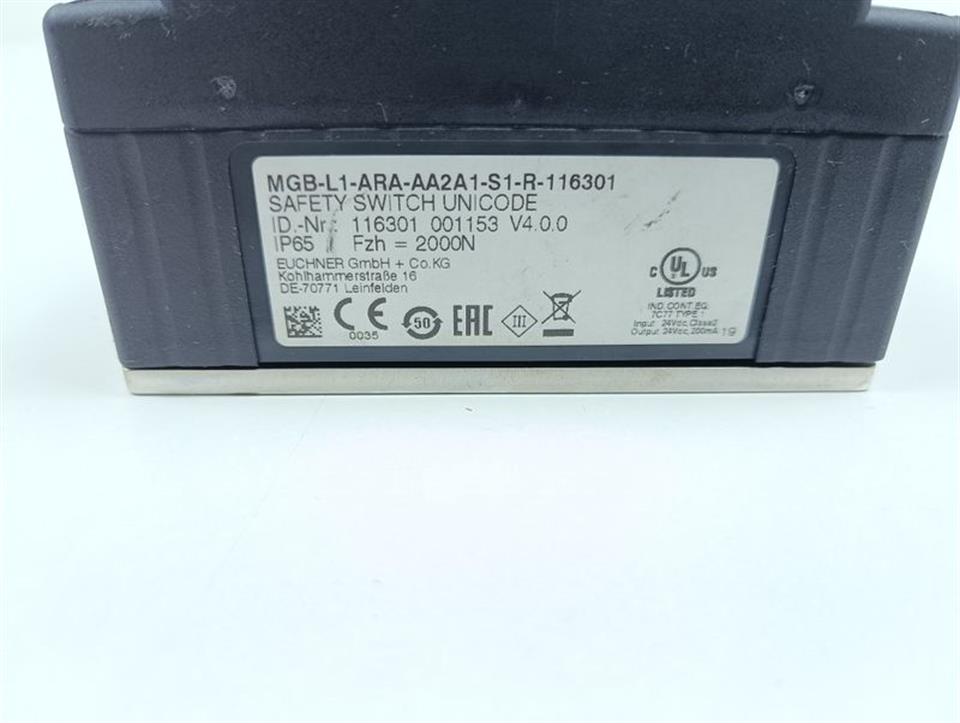 MGB-L1-ARA-AA2A1-S1-R-116301
SAFETY SWITCH UNICODE
ID.-Nr.: 116301 001153 V4.0.0
IP65 Fzh = 2000N
EUCHNER GmbH + Co.KG
Kohlhammerstraße 16
DE-70771 Leinfelden
CE
0035
50
EAC
III
C UL US
LISTED
IND. CONT. EQ.
7C77 TYPE 1
Input: 24Vdc, Class2
Output: 24Vdc, 200mA 19